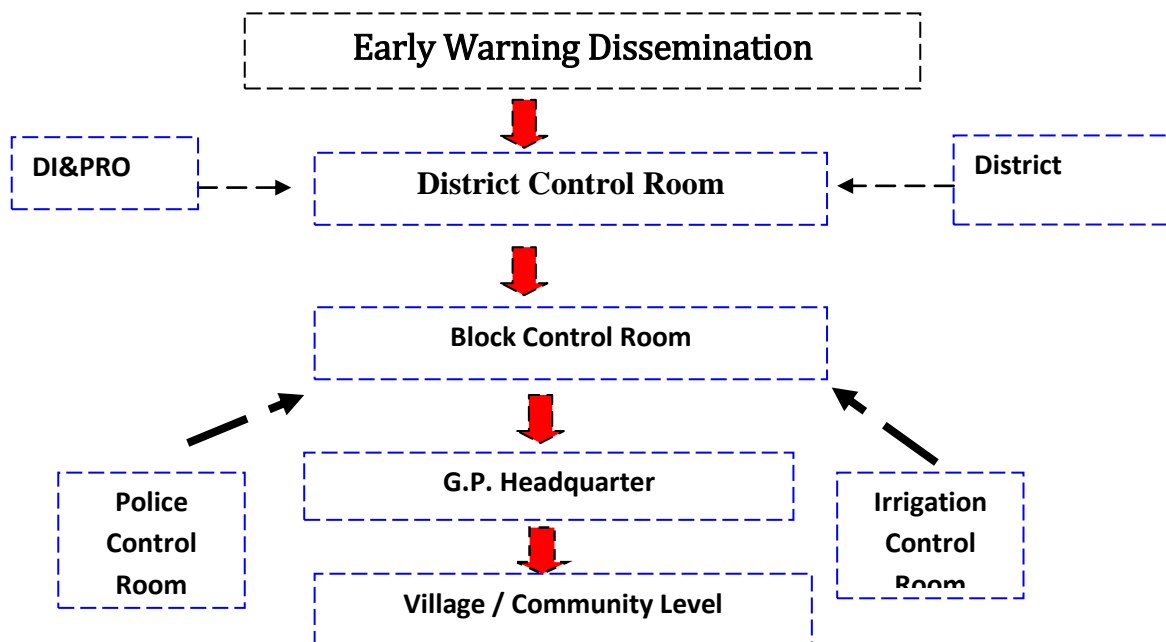 Early Warning Dissemination
DI&PRO
District Control Room
District
Block Control Room
G.P. Headquarter
Police
Control
Room
Irrigation
Control
Room
Village / Community Level